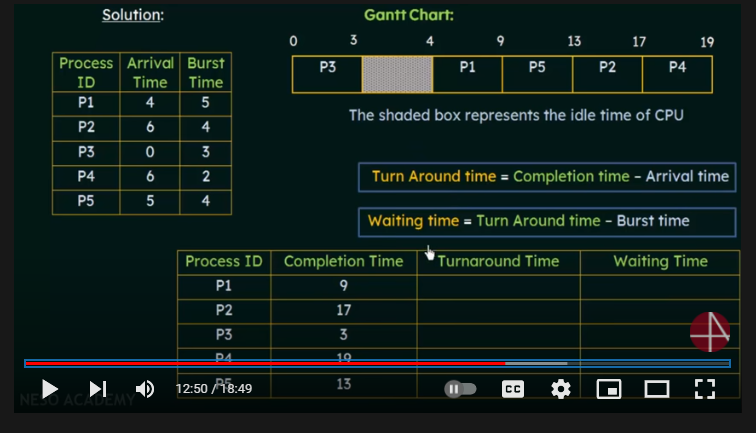 Solution:
Gantt Chart:
0 3 4 9 13 17 19
P3 P1 P5 P2 P4
The shaded box represents the idle time of CPU
Process ID Arrival Time Burst Time
P1 4 5
P2 6 4
P3 0 3
P4 6 2
P5 5 4
Turn Around time = Completion time – Arrival time
Waiting time = Turn Around time – Burst time
Process ID Completion Time Turnaround Time Waiting Time
P1 9
P2 17
P3 3
P4 19
P5 13
12:50 / 18:49
CC
NESO ACADEMY